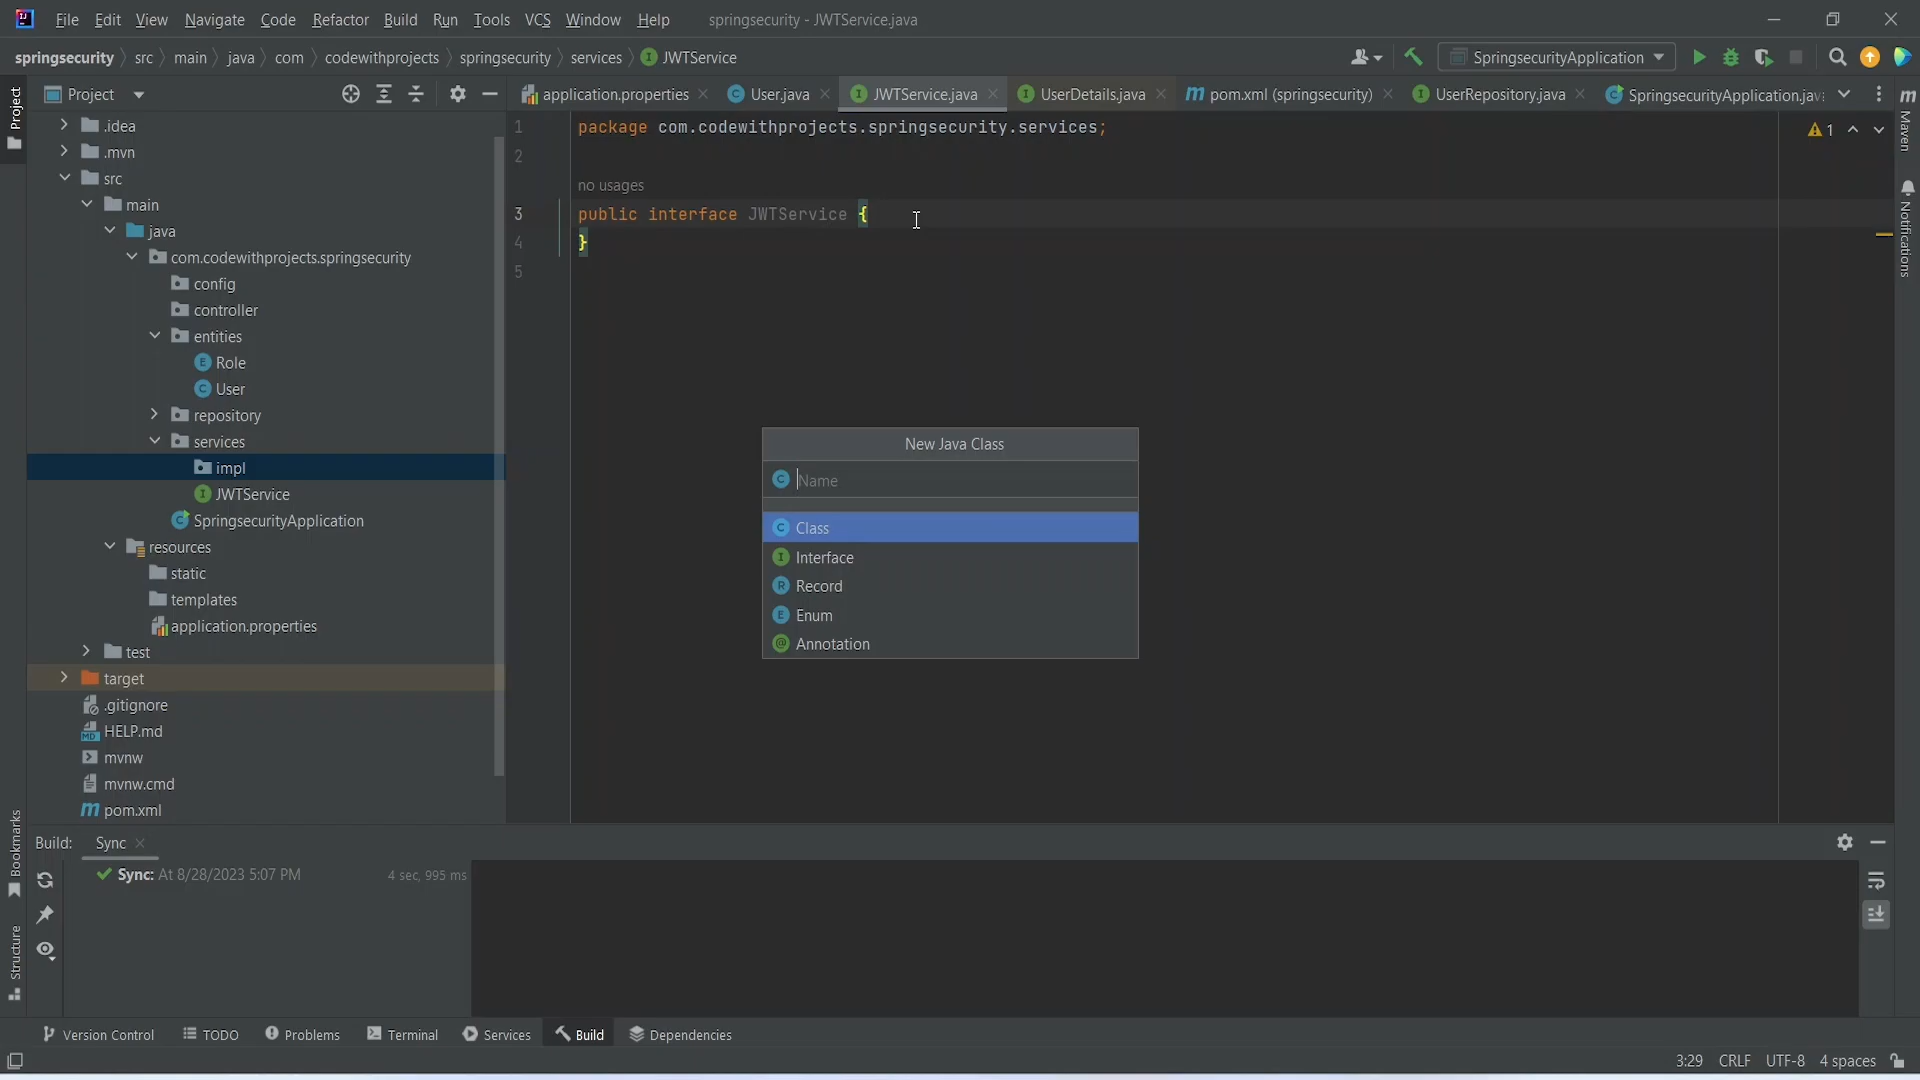 File Edit View Navigate Code Refactor Build Run Tools VCS Window Help springsecurity - JWTService.java
springsecurity src main java com codewithprojects springsecurity services JWTService SpringsecurityApplication
Project
application.properties User.java JWTService.java UserDetails.java pom.xml (springsecurity) UserRepository.java SpringsecurityApplication.jav
Project
Maven
Notifications
.idea
.mvn
src
main
java
com.codewithprojects.springsecurity
config
controller
entities
Role
User
repository
services
impl
JWTService
SpringsecurityApplication
resources
static
templates
application.properties
test
target
.gitignore
HELP.md
mvnw
mvnw.cmd
pom.xml
1 package com.codewithprojects.springsecurity.services;
1
2
no usages
3 public interface JWTService {
4 }
5
New Java Class
Name
Class
Interface
Record
Enum
Annotation
Bookmarks
Structure
Build: Sync
Sync: At 8/28/2023 5:07 PM 4 sec, 995 ms
Version Control TODO Problems Terminal Services Build Dependencies
3:29 CRLF UTF-8 4 spaces